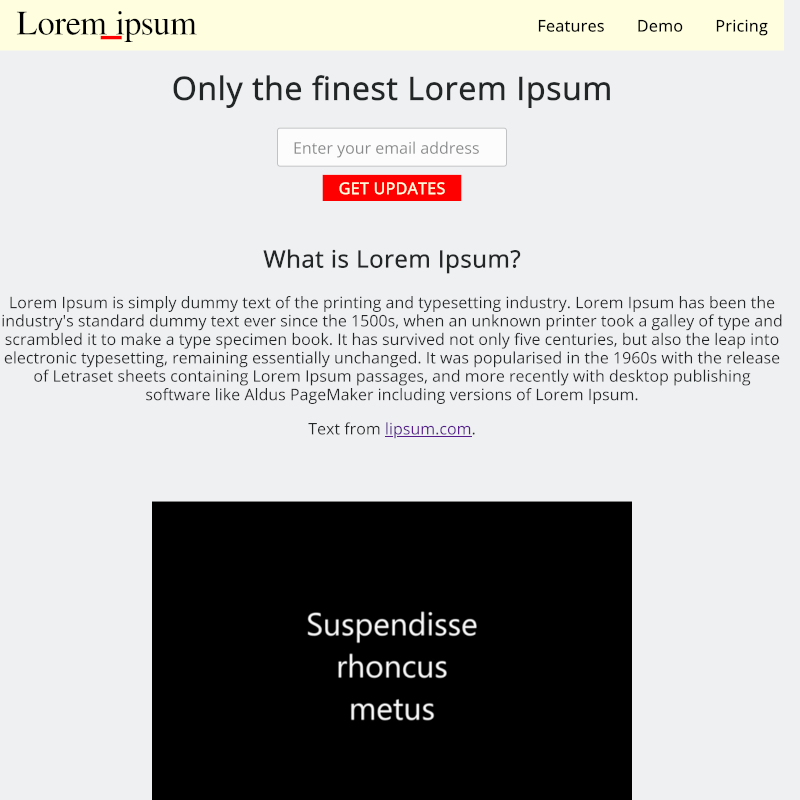 Lorem_ipsum
Features Demo Pricing
Only the finest Lorem Ipsum
Enter your email address
GET UPDATES
What is Lorem Ipsum?
Lorem Ipsum is simply dummy text of the printing and typesetting industry. Lorem Ipsum has been the
industry's standard dummy text ever since the 1500s, when an unknown printer took a galley of type and
scrambled it to make a type specimen book. It has survived not only five centuries, but also the leap into
electronic typesetting, remaining essentially unchanged. It was popularised in the 1960s with the release
of Letraset sheets containing Lorem Ipsum passages, and more recently with desktop publishing
software like Aldus PageMaker including versions of Lorem Ipsum.
Text from lipsum.com.
Suspendisse
rhoncus
metus